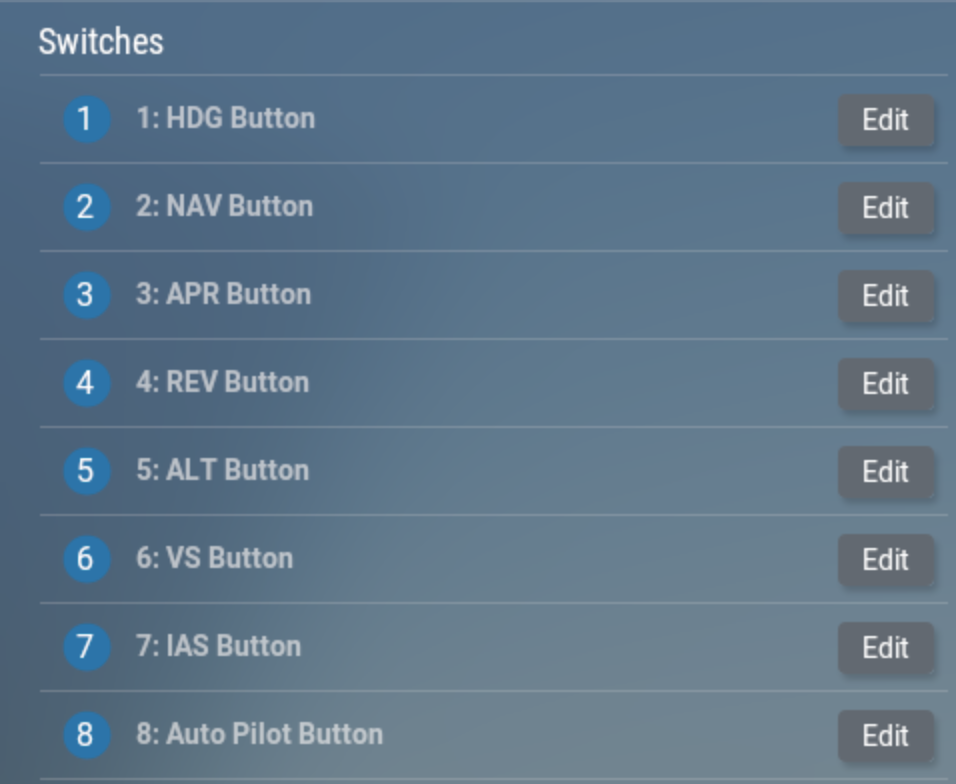 Switches
1 1: HDG Button Edit
2 2: NAV Button Edit
3 3: APR Button Edit
4 4: REV Button Edit
5 5: ALT Button Edit
6 6: VS Button Edit
7 7: IAS Button Edit
8 8: Auto Pilot Button Edit